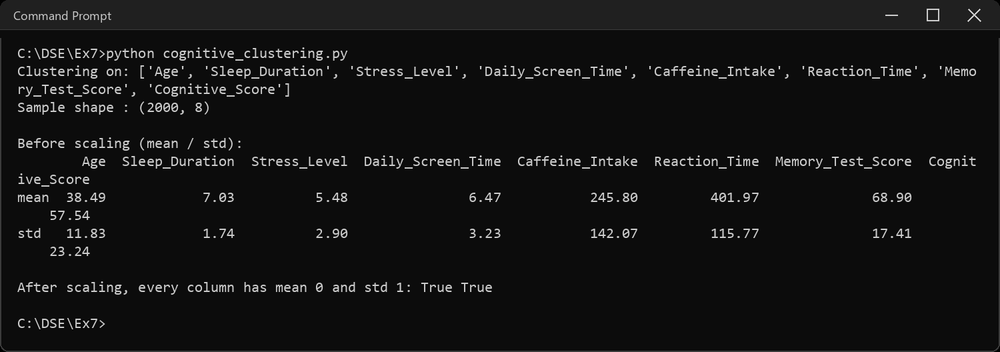 Command Prompt
C:\DSE\Ex7>python cognitive_clustering.py
Clustering on: ['Age', 'Sleep_Duration', 'Stress_Level', 'Daily_Screen_Time', 'Caffeine_Intake', 'Reaction_Time', 'Memo
ry_Test_Score', 'Cognitive_Score']
Sample shape : (2000, 8)

Before scaling (mean / std):
        Age  Sleep_Duration  Stress_Level  Daily_Screen_Time  Caffeine_Intake  Reaction_Time  Memory_Test_Score  Cognit
ive_Score
mean  38.49            7.03          5.48               6.47           245.80         401.97              68.90
    57.54
std   11.83            1.74          2.90               3.23           142.07         115.77              17.41
    23.24

After scaling, every column has mean 0 and std 1: True True

C:\DSE\Ex7>